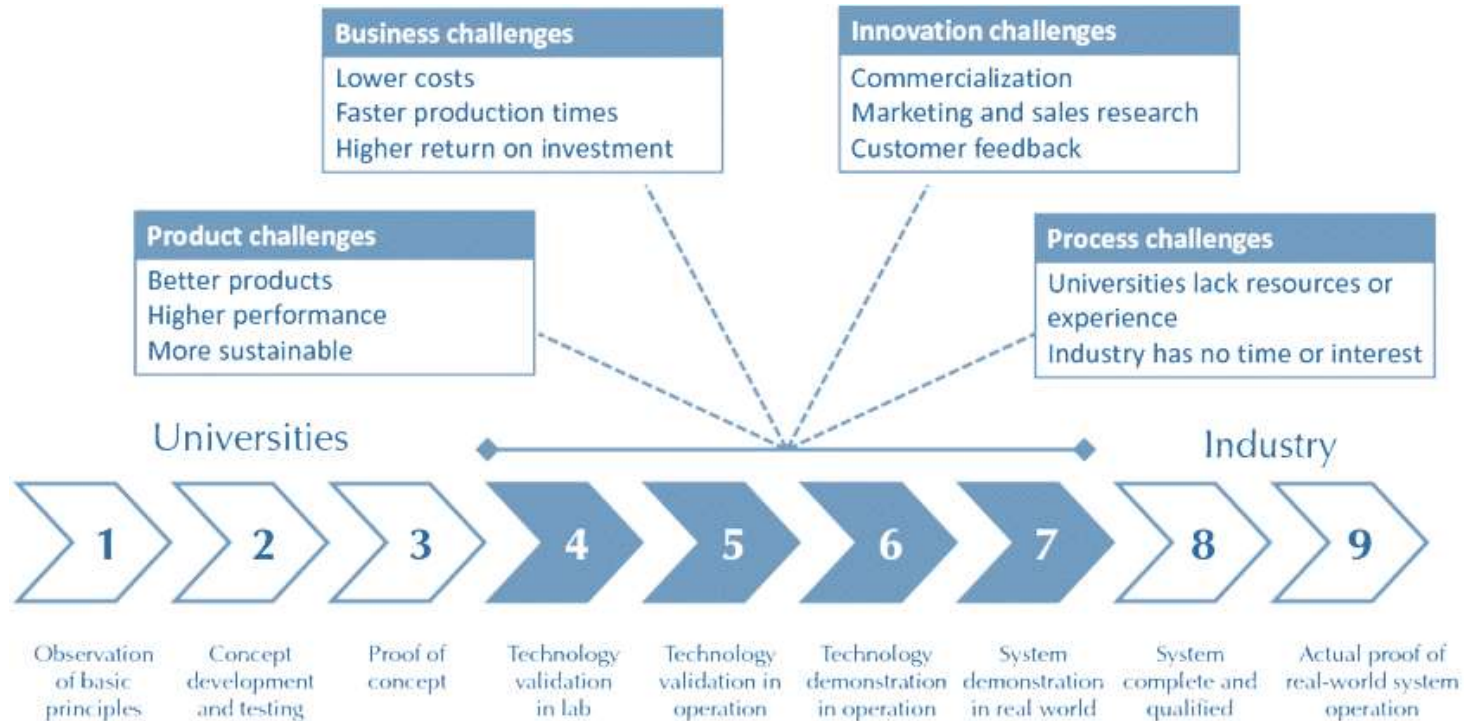 Business challenges
Lower costs
Faster production times
Higher return on investment
Innovation challenges
Commercialization
Marketing and sales research
Customer feedback
Product challenges
Better products
Higher performance
More sustainable
Process challenges
Universities lack resources or
experience
Industry has no time or interest
Universities
Industry
1
2
3
4
5
6
7
8
9
Observation
of basic
principles
Concept
development
and testing
Proof of
concept
Technology
validation
in lab
Technology
validation in
operation
Technology
demonstration
in operation
System
demonstration
in real world
System
complete and
qualified
Actual proof of
real-world system
operation